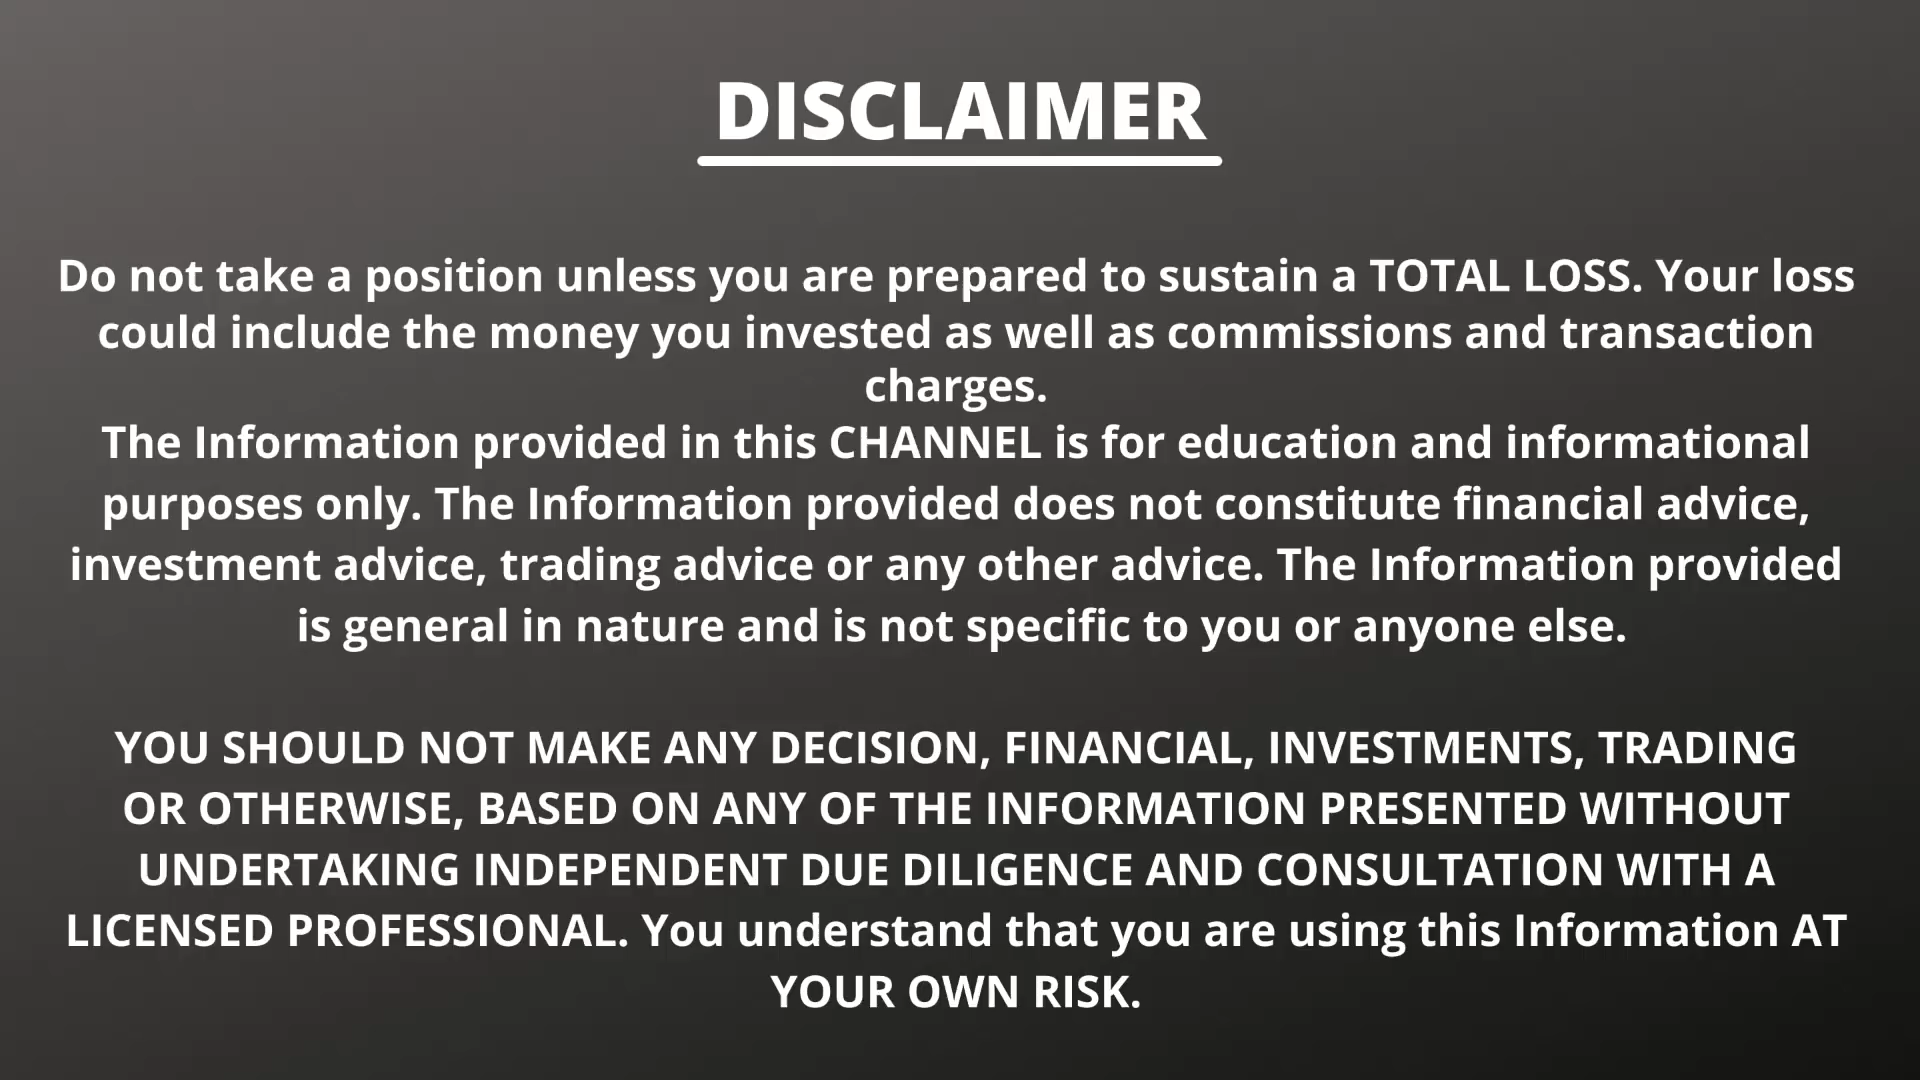 DISCLAIMER
Do not take a position unless you are prepared to sustain a TOTAL LOSS. Your loss
could include the money you invested as well as commissions and transaction
charges.
The Information provided in this CHANNEL is for education and informational
purposes only. The Information provided does not constitute financial advice,
investment advice, trading advice or any other advice. The Information provided
is general in nature and is not specific to you or anyone else.
YOU SHOULD NOT MAKE ANY DECISION, FINANCIAL, INVESTMENTS, TRADING
OR OTHERWISE, BASED ON ANY OF THE INFORMATION PRESENTED WITHOUT
UNDERTAKING INDEPENDENT DUE DILIGENCE AND CONSULTATION WITH A
LICENSED PROFESSIONAL. You understand that you are using this Information AT
YOUR OWN RISK.